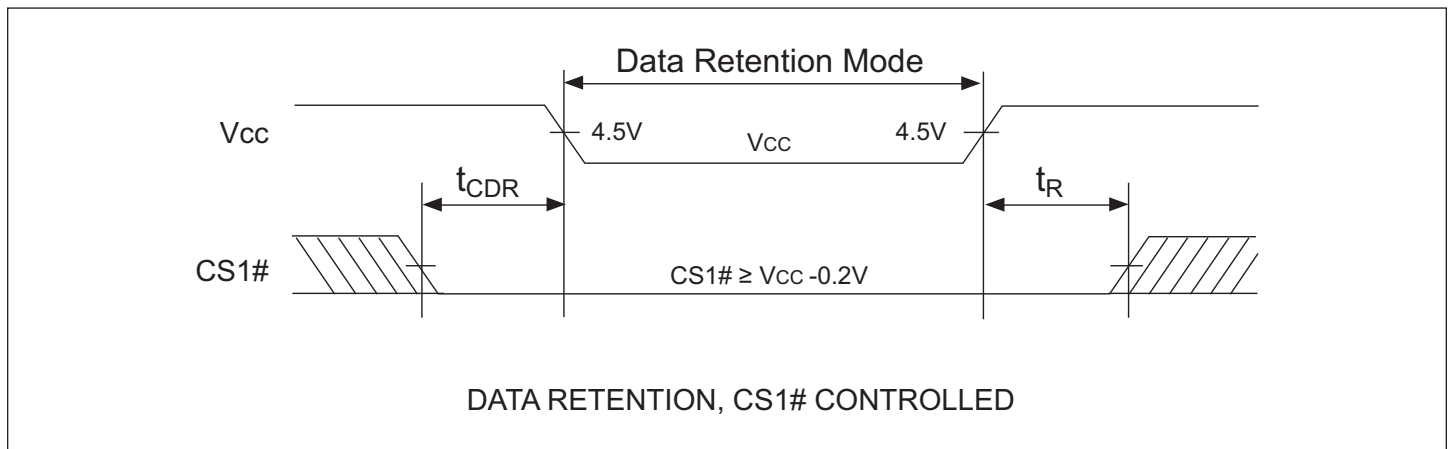 Data Retention Mode
Vcc
4.5V
VCC
4.5V
tCDR
tR
CS1#
CS1# ≥ VCC -0.2V
DATA RETENTION, CS1# CONTROLLED